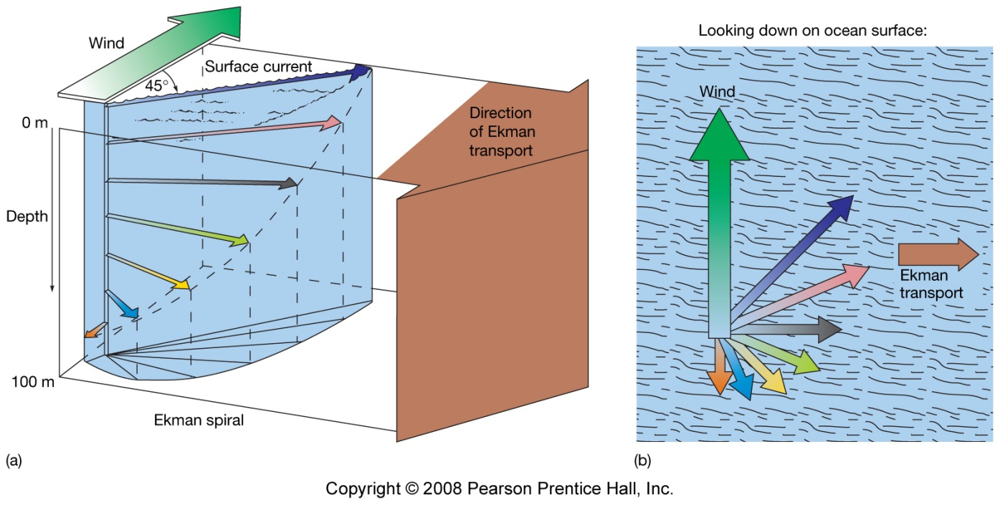 Wind
Surface current
45°
0 m
Depth
100 m
Direction
of Ekman
transport
Ekman spiral
(a)
Looking down on ocean surface:
Wind
Ekman
transport
(b)
Copyright © 2008 Pearson Prentice Hall, Inc.